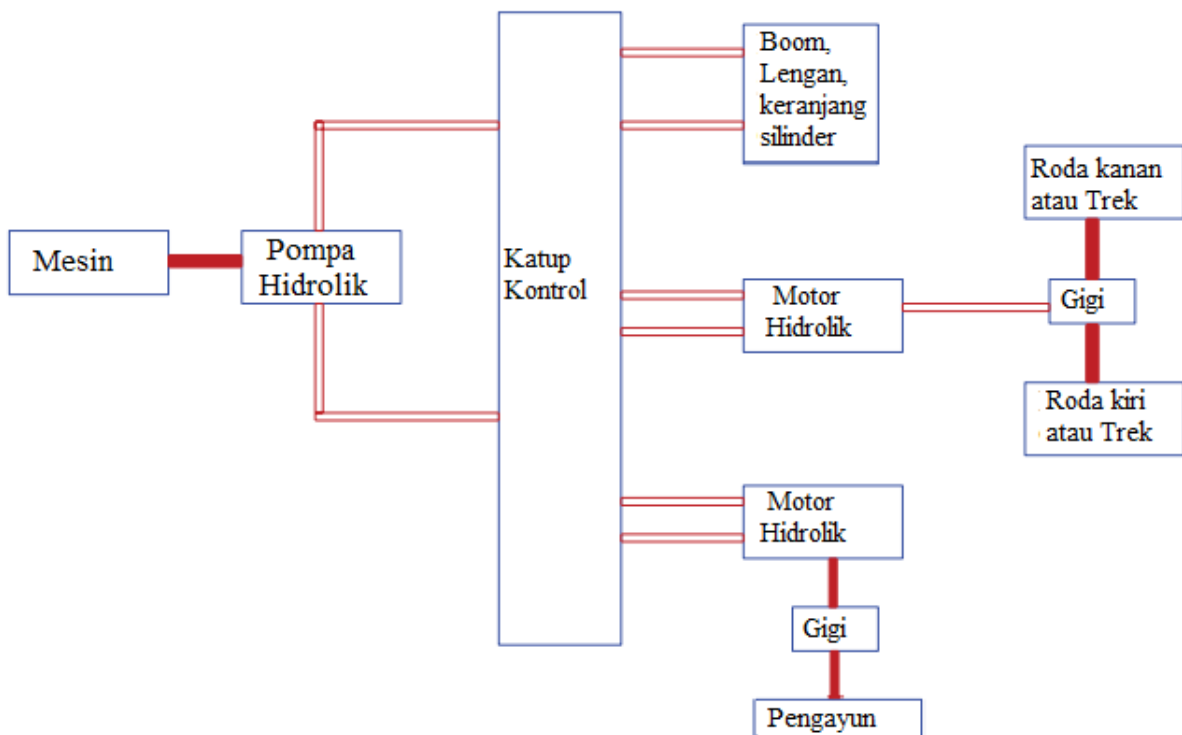 Mesin
Pompa
Hidrolik
Katup
Kontrol
Boom,
Lengan,
keranjang
silinder
Motor
Hidrolik
Roda kanan
atau Trek
Gigi
Roda kiri
atau Trek
Motor
Hidrolik
Gigi
Pengayun